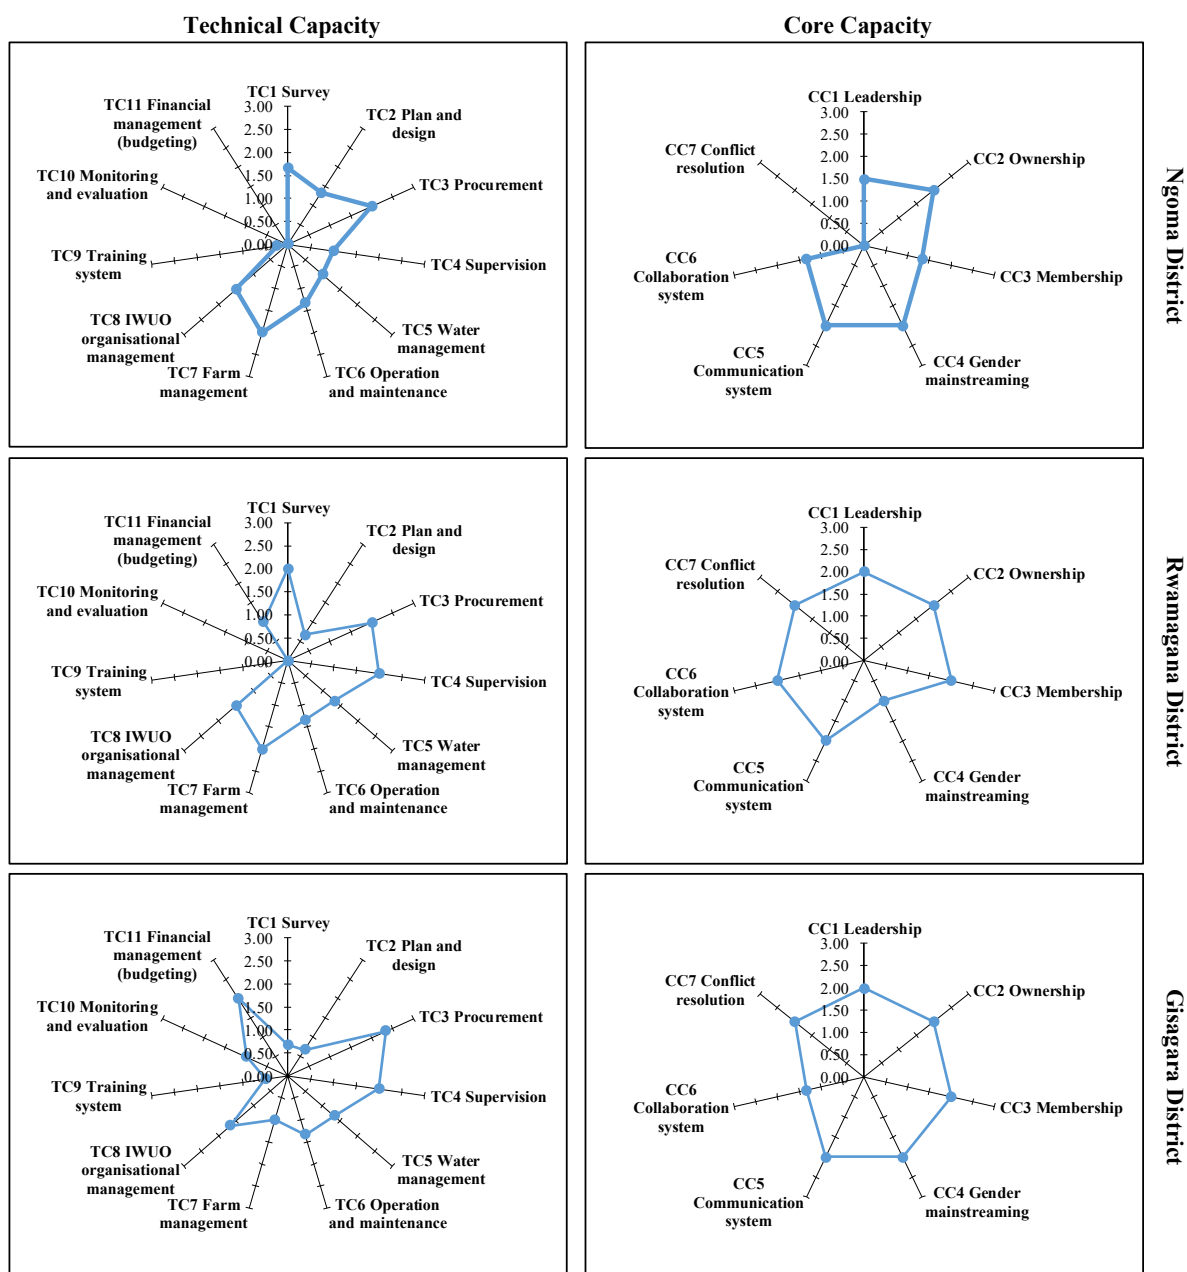 Technical Capacity
Core Capacity
TC1 Survey
TC2 Plan and
design
TC3 Procurement
TC4 Supervision
TC5 Water
management
TC6 Operation
and maintenance
TC7 Farm
management
TC8 IWUO
organisational
management
TC9 Training
system
TC10 Monitoring
and evaluation
TC11 Financial
management
(budgeting)
3.00
2.50
2.00
1.50
1.00
0.50
0.00
CC1 Leadership
CC2 Ownership
CC3 Membership
CC4 Gender
mainstreaming
CC5
Communication
system
CC6
Collaboration
system
CC7 Conflict
resolution
3.00
2.50
2.00
1.50
1.00
0.50
0.00
Ngoma District
TC1 Survey
TC2 Plan and
design
TC3 Procurement
TC4 Supervision
TC5 Water
management
TC6 Operation
and maintenance
TC7 Farm
management
TC8 IWUO
organisational
management
TC9 Training
system
TC10 Monitoring
and evaluation
TC11 Financial
management
(budgeting)
3.00
2.50
2.00
1.50
1.00
0.50
0.00
CC1 Leadership
CC2 Ownership
CC3 Membership
CC4 Gender
mainstreaming
CC5
Communication
system
CC6
Collaboration
system
CC7 Conflict
resolution
3.00
2.50
2.00
1.50
1.00
0.50
0.00
Rwamagana District
TC1 Survey
TC2 Plan and
design
TC3 Procurement
TC4 Supervision
TC5 Water
management
TC6 Operation
and maintenance
TC7 Farm
management
TC8 IWUO
organisational
management
TC9 Training
system
TC10 Monitoring
and evaluation
TC11 Financial
management
(budgeting)
3.00
2.50
2.00
1.50
1.00
0.50
0.00
CC1 Leadership
CC2 Ownership
CC3 Membership
CC4 Gender
mainstreaming
CC5
Communication
system
CC6
Collaboration
system
CC7 Conflict
resolution
3.00
2.50
2.00
1.50
1.00
0.50
0.00
Gisagara District